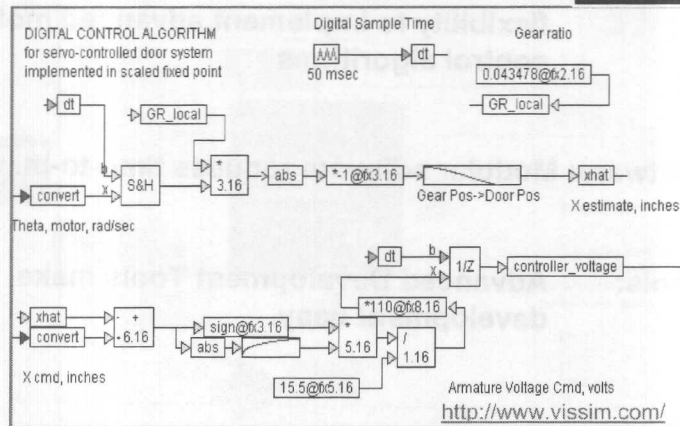 DIGITAL CONTROL ALGORITHM
for servo-controlled door system
implemented in scaled fixed point
Digital Sample Time
50 msec
dt
Gear ratio
0.043478@fx2.16
GR_local
dt
GR_local
convert
b
x
S&H
*
3.16
abs
*-1@fx3.16
Gear Pos->Door Pos
xhat
X estimate, inches
Theta, motor, rad/sec
dt
b
x
1/Z
controller_voltage
*110@fx8.16
xhat
convert
- +
+ 6.16
sign@fx3.16
abs
*
5.16
/
1.16
X cmd, inches
15.5@fx5.16
Armature Voltage Cmd, volts
http://www.vissim.com/